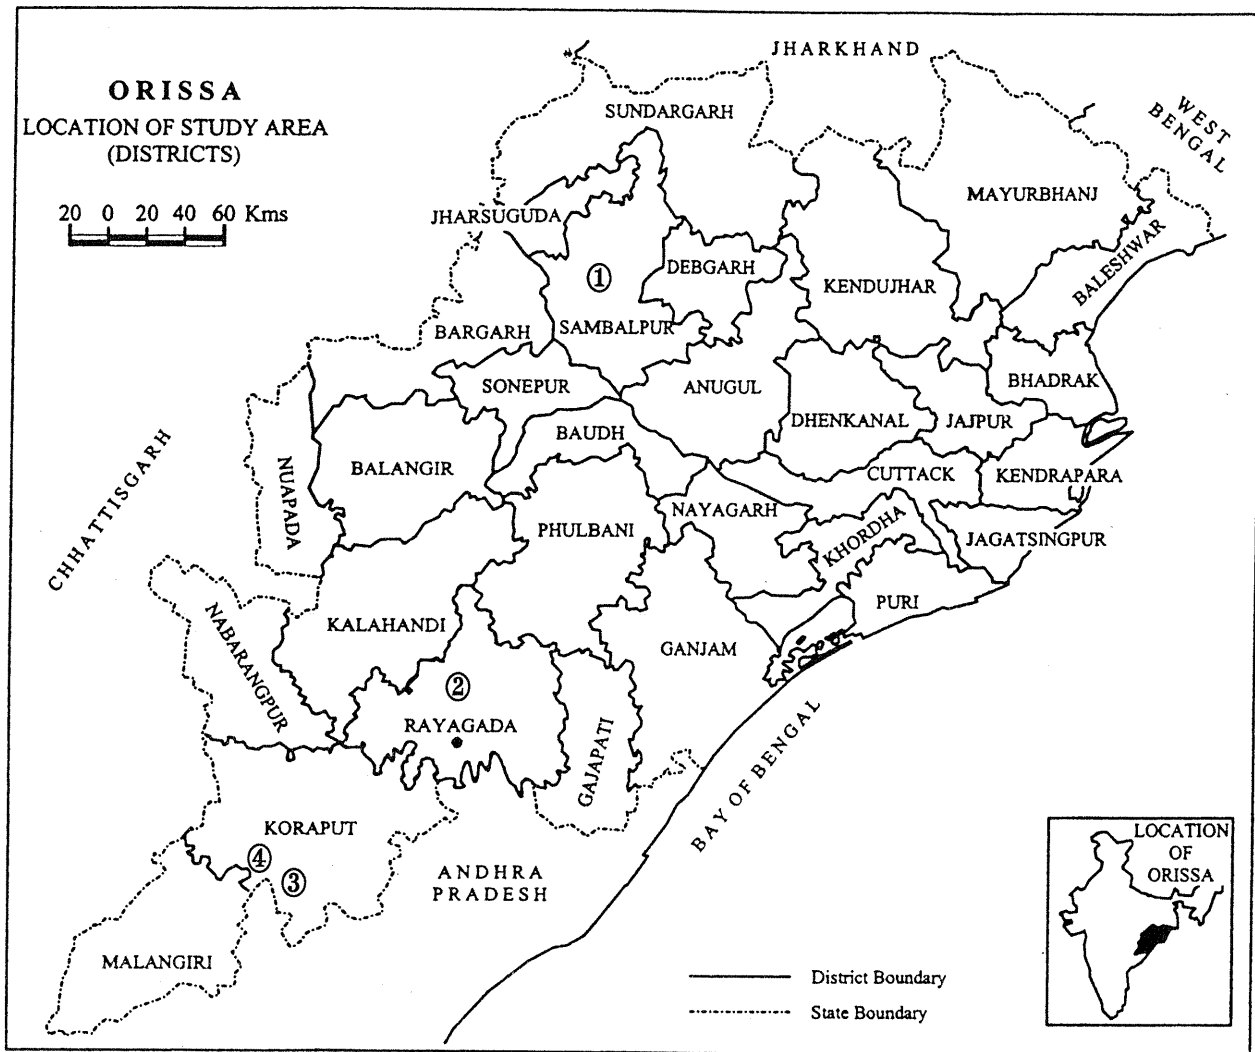 ORISSA
LOCATION OF STUDY AREA
(DISTRICTS)
20 0 20 40 60 Kms
JHARKHAND
WEST
BENGAL
SUNDARGARH
MAYURBHANJ
JHARSUGUDA
BALESHWAR
DEBGARH
KENDUJHAR
①
SAMBALPUR
BARGARH
SONEPUR
ANUGUL
BHADRAK
DHENKANAL
JAJPUR
BAUDH
BALANGIR
CUTTACK
KENDRAPARA
NUAPADA
CHHATTISGARH
PHULBANI
NAYAGARH
KHORDHA
JAGATSINGPUR
PURI
KALAHANDI
GANJAM
NABARANGPUR
②
RAYAGADA
GAJAPATI
BAY OF BENGAL
KORAPUT
④
③
ANDHRA
PRADESH
MALANGIRI
District Boundary
State Boundary
LOCATION
OF
ORISSA